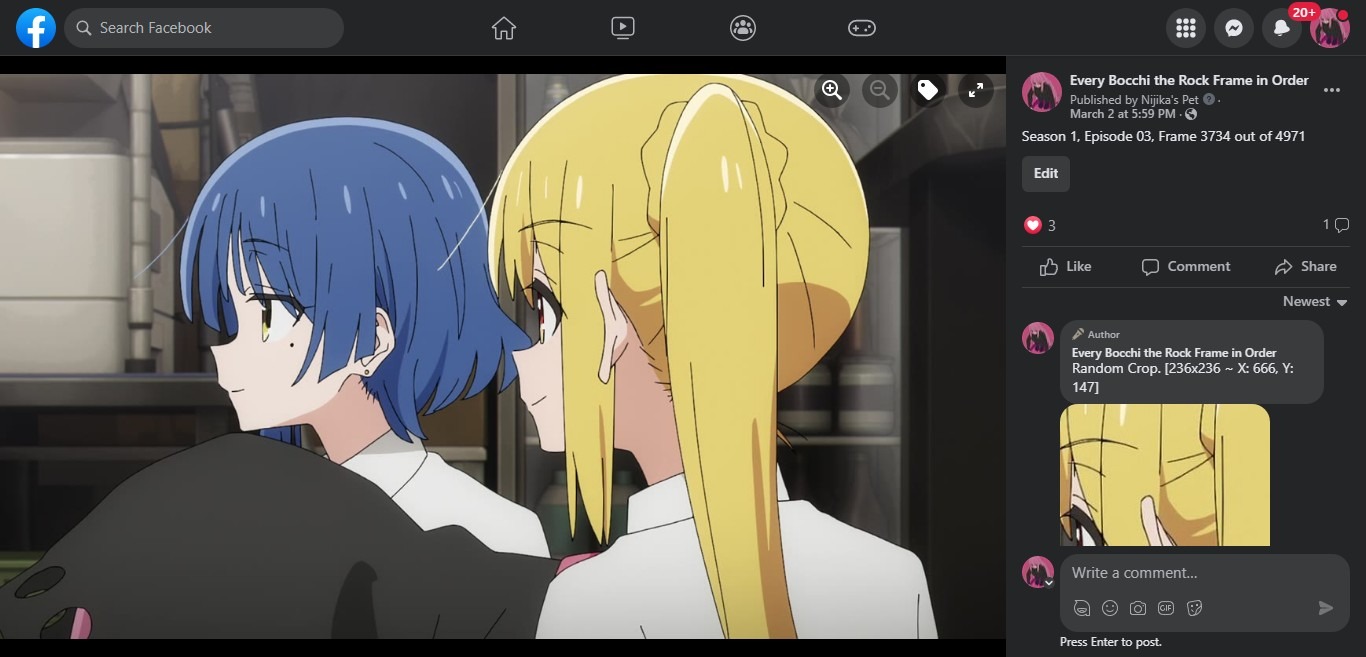 Search Facebook
20+
Every Bocchi the Rock Frame in Order
Published by Nijika's Pet ·
March 2 at 5:59 PM ·
Season 1, Episode 03, Frame 3734 out of 4971
Edit
3
1
Like
Comment
Share
Newest
Author
Every Bocchi the Rock Frame in Order
Random Crop. [236x236 ~ X: 666, Y:
147]
Write a comment...
GIF
Press Enter to post.